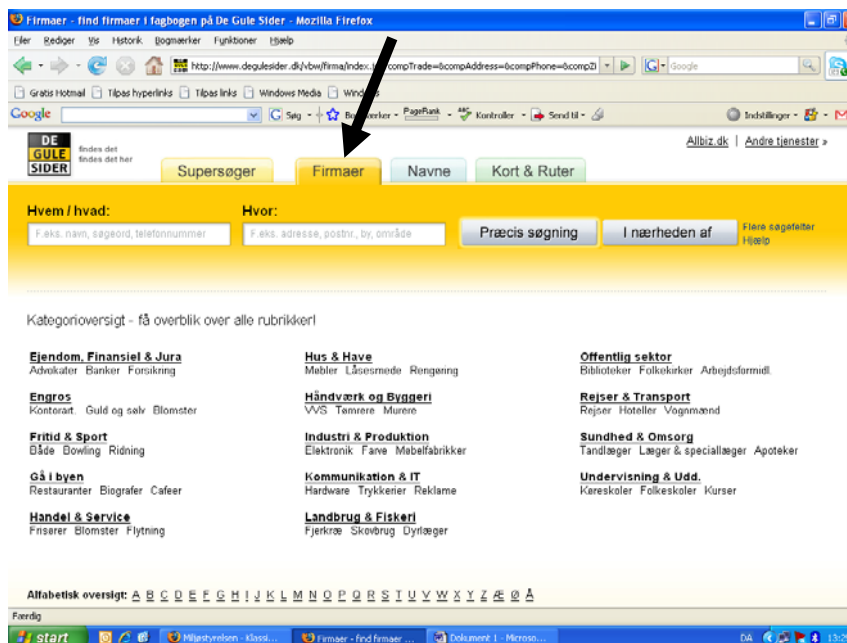 Firmaer - find firmaer i fagbogen på De Gule Sider - Mozilla Firefox
Filer Rediger Vis Historik Bogmærker Funktioner Hjælp
http://www.degulesider.dk/vbw/firma/index. compTrade=&compAddress=&compPhone=&compZi
Google
Gratis Hotmail Tilpas hyperlinks Tilpas links Windows Media
Google Søg PageRank Kontroller Send til Indstillinger
DE GULE SIDER
findes det
findes det her
Allbiz.dk | Andre tjenester »
Supersøger Firmaer Navne Kort & Ruter
Hvem / hvad: Hvor:
F.eks. navn, søgeord, telefonnummer F.eks. adresse, postnr., by, område Præcis søgning I nærheden af
Flere søgefelter
Hjælp
Kategorioversigt - få overblik over alle rubrikker!
Ejendom, Finansiel & Jura
Advokater Banker Forsikring
Engros
Kontorart. Guld og sølv Blomster
Fritid & Sport
Både Bowling Ridning
Gå i byen
Restauranter Biografer Cafeer
Handel & Service
Frisører Blomster Flytning
Hus & Have
Møbler Låsesmede Rengøring
Håndværk og Byggeri
VVS Tømrere Murere
Industri & Produktion
Elektronik Farve Møbelfabrikker
Kommunikation & IT
Hardware Trykkerier Reklame
Landbrug & Fiskeri
Fjerkræ Skovbrug Dyrlæger
Offentlig sektor
Biblioteker Folkekirker Arbejdsformidl.
Rejser & Transport
Rejser Hoteller Vognmænd
Sundhed & Omsorg
Tandlæger Læger & speciallæger Apoteker
Undervisning & Udd.
Køreskoler Folkeskoler Kurser
Alfabetisk oversigt: A B C D E F G H I J K L M N O P Q R S T U V W X Y Z Æ Ø Å
Færdig
start Miljøstyrelsen - Klassi... Firmaer - find firmaer ... Dokument 1 - Microso... DA 13:2